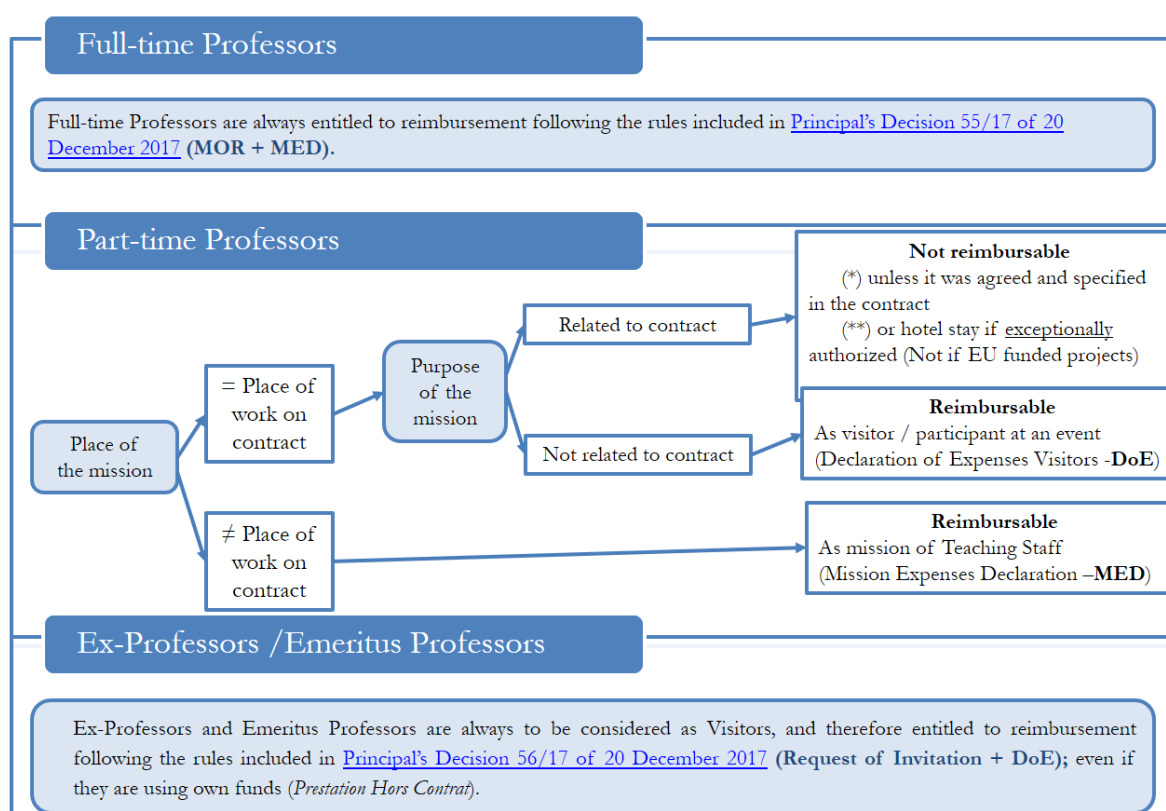 Full-time Professors
Full-time Professors are always entitled to reimbursement following the rules included in Principal's Decision 55/17 of 20
December 2017 (MOR + MED).
Part-time Professors
Place of
the mission
= Place of
work on
contract
≠ Place of
work on
contract
Purpose
of the
mission
Related to contract
Not related to contract
Not reimbursable
(*) unless it was agreed and specified
in the contract
(**) or hotel stay if exceptionally
authorized (Not if EU funded projects)
Reimbursable
As visitor / participant at an event
(Declaration of Expenses Visitors -DoE)
Reimbursable
As mission of Teaching Staff
(Mission Expenses Declaration –MED)
Ex-Professors /Emeritus Professors
Ex-Professors and Emeritus Professors are always to be considered as Visitors, and therefore entitled to reimbursement
following the rules included in Principal's Decision 56/17 of 20 December 2017 (Request of Invitation + DoE); even if
they are using own funds (Prestation Hors Contrat).